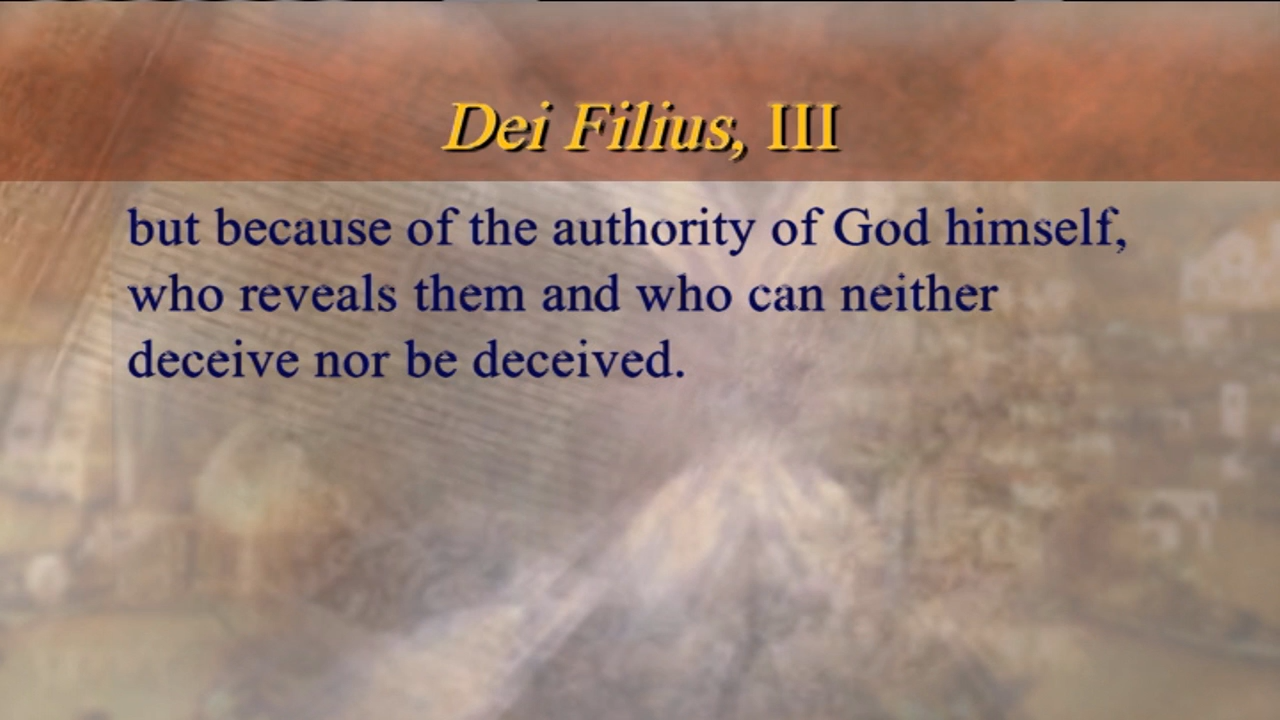 Dei Filius, III
but because of the authority of God himself,
who reveals them and who can neither
deceive nor be deceived.